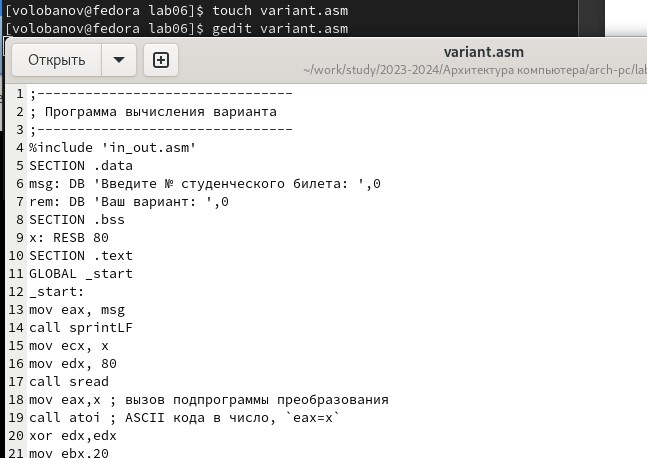 [volobanov@fedora lab06]$ touch variant.asm
[volobanov@fedora lab06]$ gedit variant.asm
Открыть
variant.asm
~/work/study/2023-2024/Архитектура компьютера/arch-pc/lab
1 ;--------------------------------
2 ; Программа вычисления варианта
3 ;--------------------------------
4 %include 'in_out.asm'
5 SECTION .data
6 msg: DB 'Введите № студенческого билета: ',0
7 rem: DB 'Ваш вариант: ',0
8 SECTION .bss
9 x: RESB 80
10 SECTION .text
11 GLOBAL _start
12 _start:
13 mov eax, msg
14 call sprintLF
15 mov ecx, x
16 mov edx, 80
17 call sread
18 mov eax,x ; вызов подпрограммы преобразования
19 call atoi ; ASCII кода в число, `eax=x`
20 xor edx,edx
21 mov ebx,20